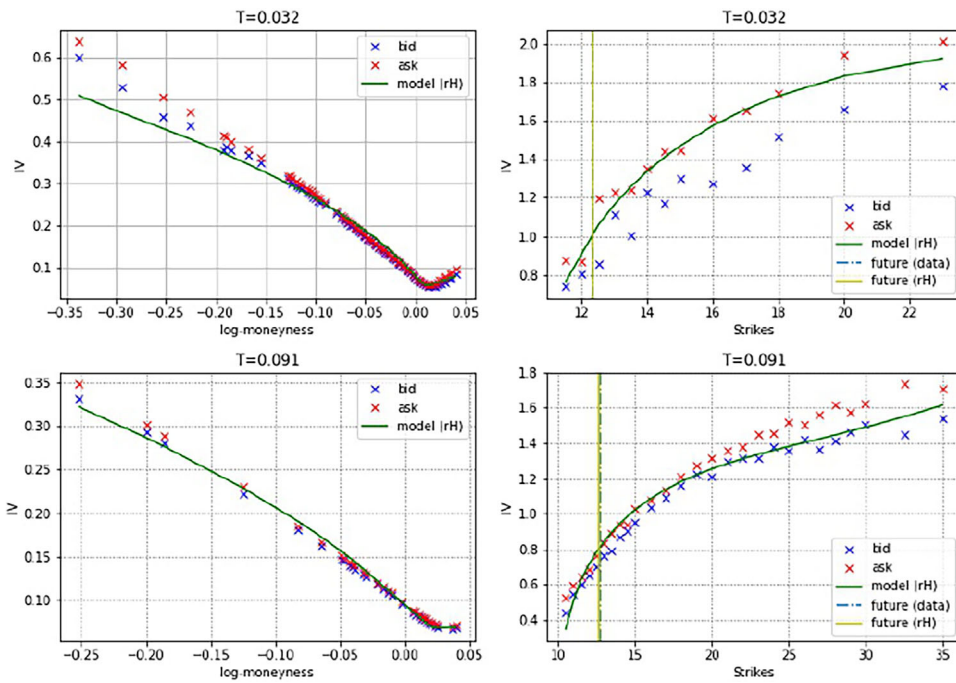 T=0.032
0.6
0.5
0.4
0.3
0.2
0.1
IV
bid
ask
model |rH)
−0.35 −0.30 −0.25 −0.20 −0.15 −0.10 −0.05 0.00 0.05
log-moneyness
T=0.032
2.0
1.8
1.6
1.4
1.2
1.0
0.8
IV
bid
ask
model |rH)
future (data)
future (rH)
12 14 16 18 20 22
Strikes
T=0.091
0.35
0.30
0.25
0.20
0.15
0.10
IV
bid
ask
model |rH)
−0.25 −0.20 −0.15 −0.10 −0.05 0.00 0.05
log-moneyness
T=0.091
1.8
1.6
1.4
1.2
1.0
0.8
0.6
0.4
IV
bid
ask
model |rH)
future (data)
future (rH)
10 15 20 25 30 35
Strikes